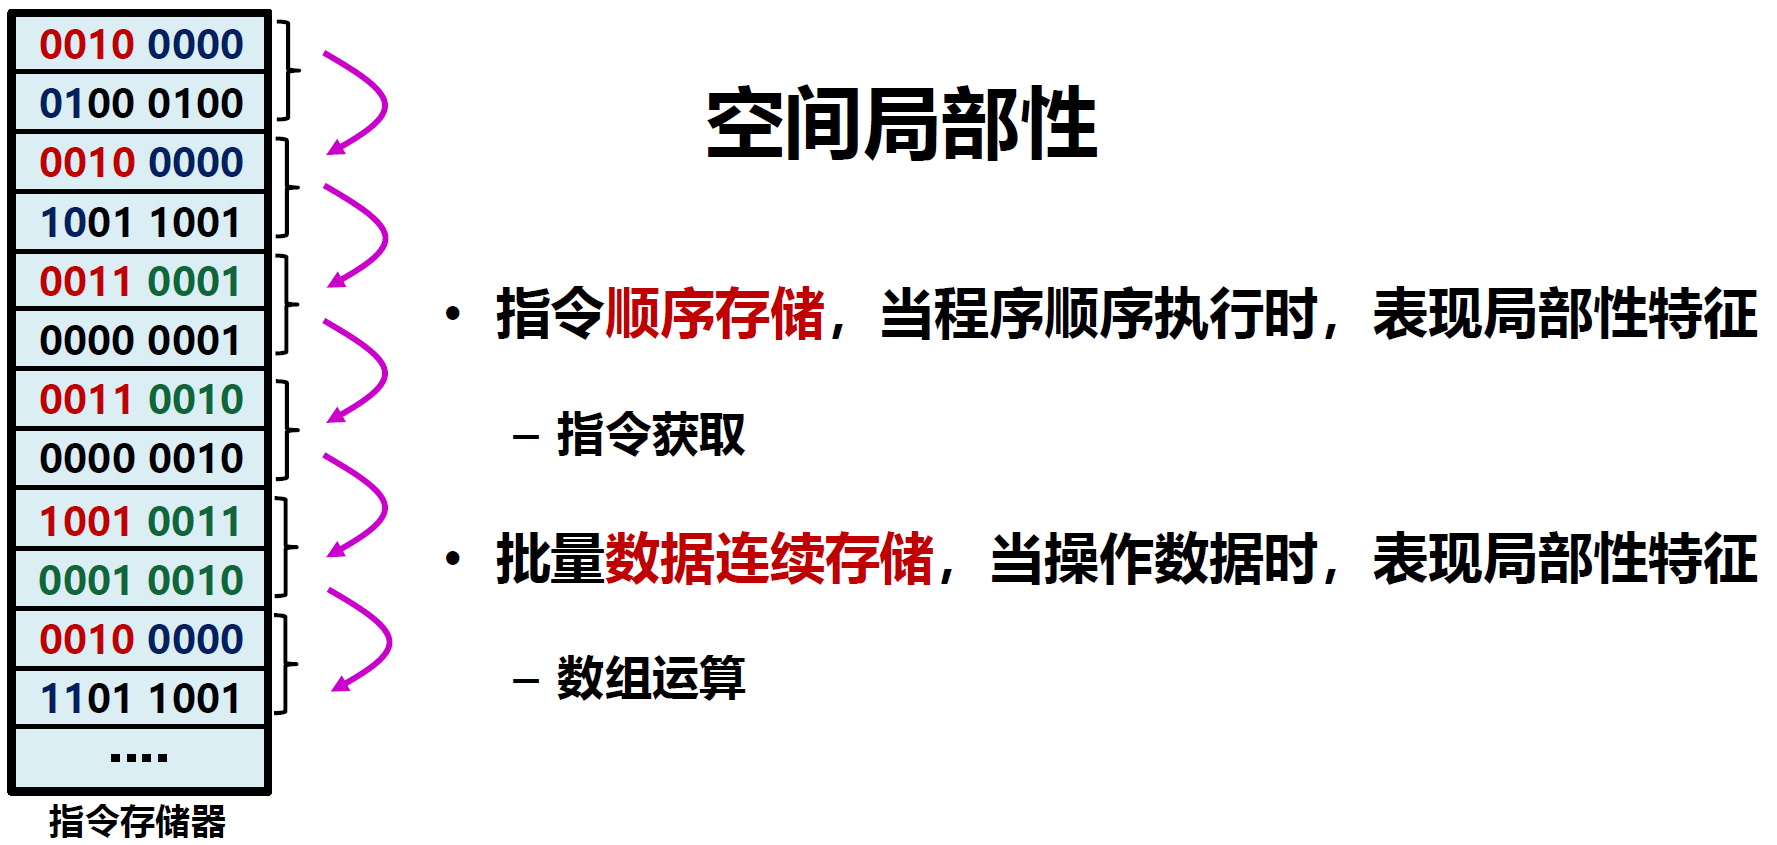 0010 0000
0100 0100
0010 0000
1001 1001
0011 0001
0000 0001
0011 0010
0000 0010
1001 0011
0001 0010
0010 0000
1101 1001
....
指令存储器
空间局部性
• 指令顺序存储，当程序顺序执行时，表现局部性特征
– 指令获取
• 批量数据连续存储，当操作数据时，表现局部性特征
– 数组运算